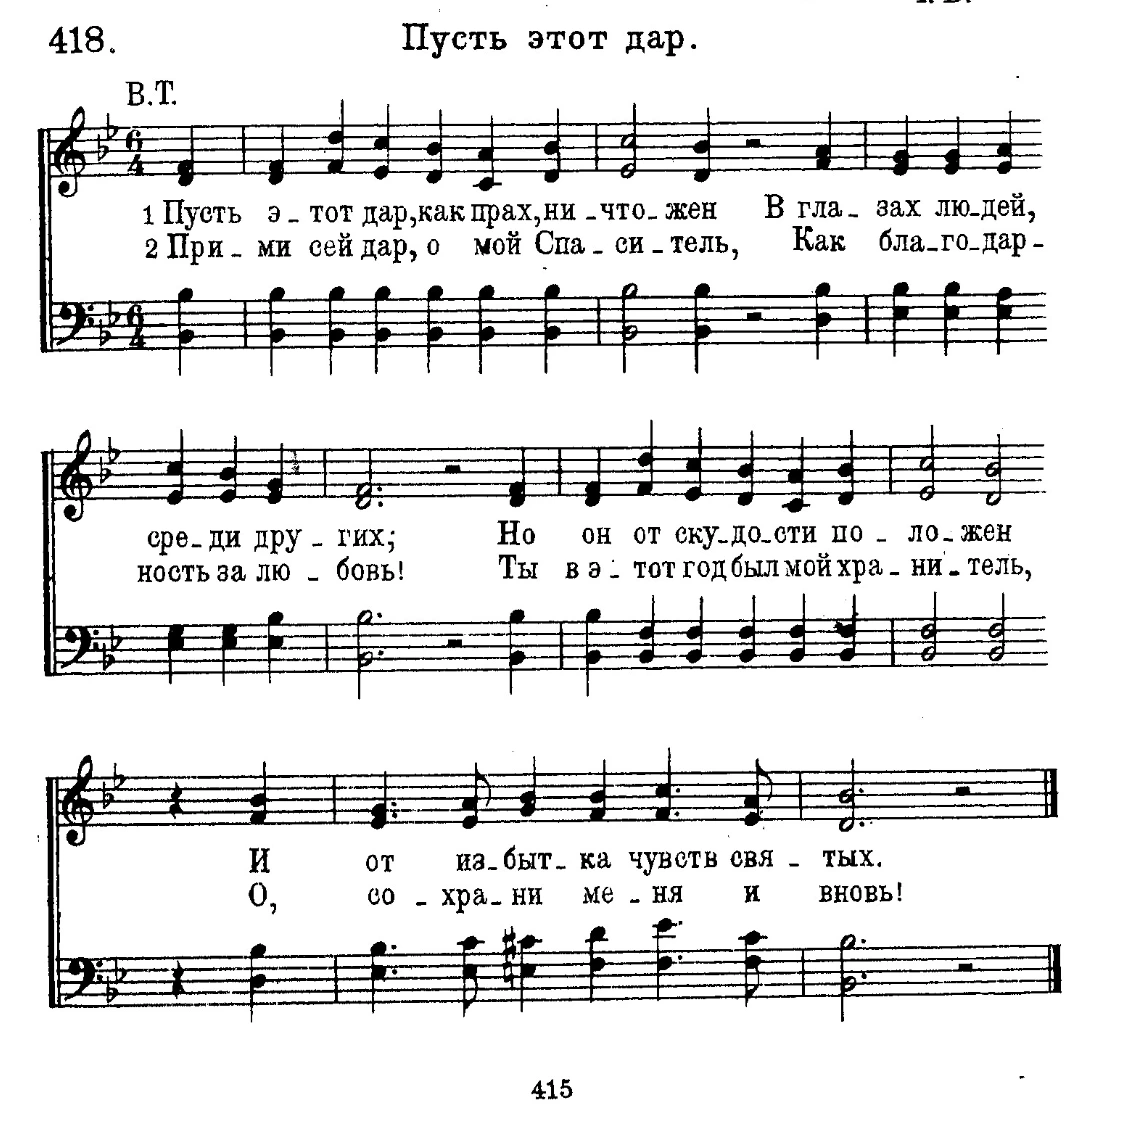 418. Пусть этот дар.
В.Т.
1 Пусть э_тот дар,как прах,ни_что_жен В гла_зах лю_дей,
2 При_ми сей дар, о мой Спа_си_тель, Как бла_го_дар_
сре_ди дру_гих; Но он от ску_до_сти по_ло_жен
ность за лю_бовь! Ты в э_тот год был мой хра_ни_тель,
И от из_быт_ка чувств свя_тых.
О, со_хра_ни ме_ня и вновь!
415